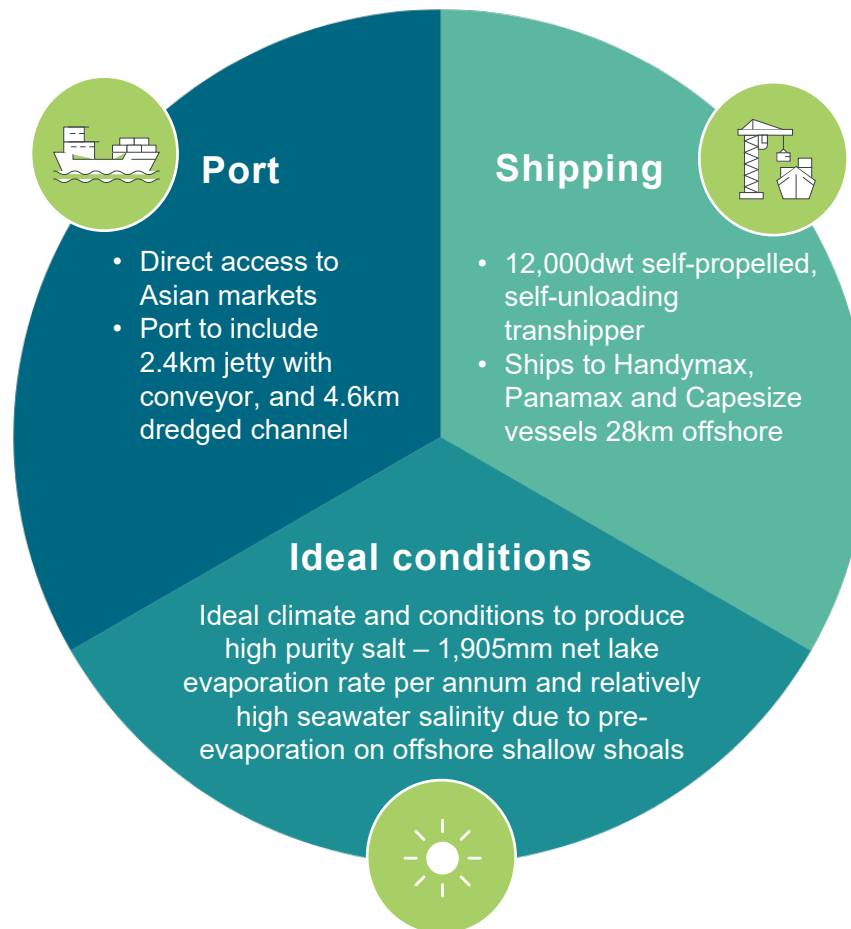 Port
• Direct access to
Asian markets
• Port to include
2.4km jetty with
conveyor, and 4.6km
dredged channel
Shipping
• 12,000dwt self-propelled,
self-unloading
transhipper
• Ships to Handymax,
Panamax and Capesize
vessels 28km offshore
Ideal conditions
Ideal climate and conditions to produce
high purity salt – 1,905mm net lake
evaporation rate per annum and relatively
high seawater salinity due to pre-
evaporation on offshore shallow shoals